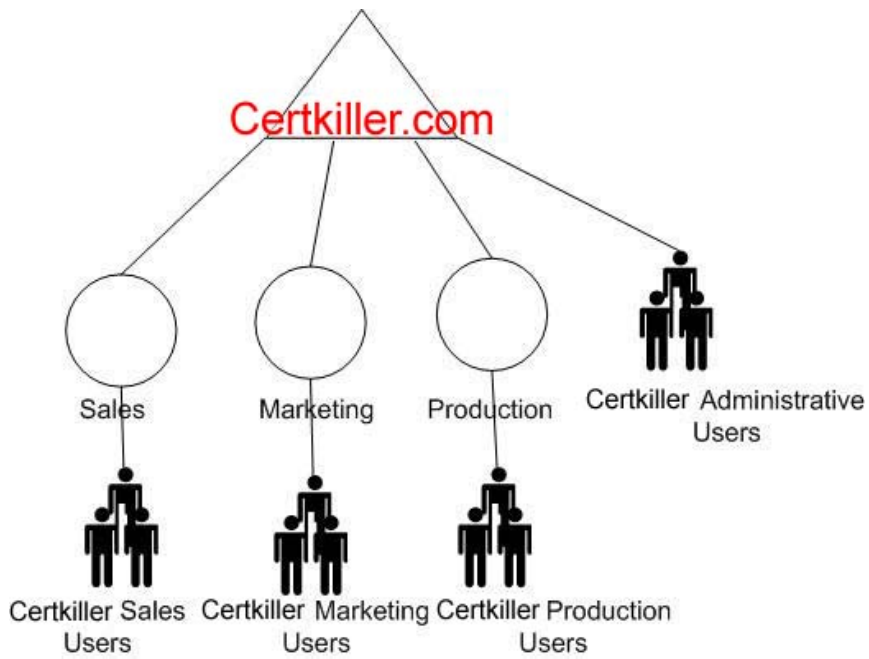 Certkiller.com
Sales
Marketing
Production
Certkiller Administrative
Users
Certkiller Sales
Users
Certkiller Marketing
Users
Certkiller Production
Users